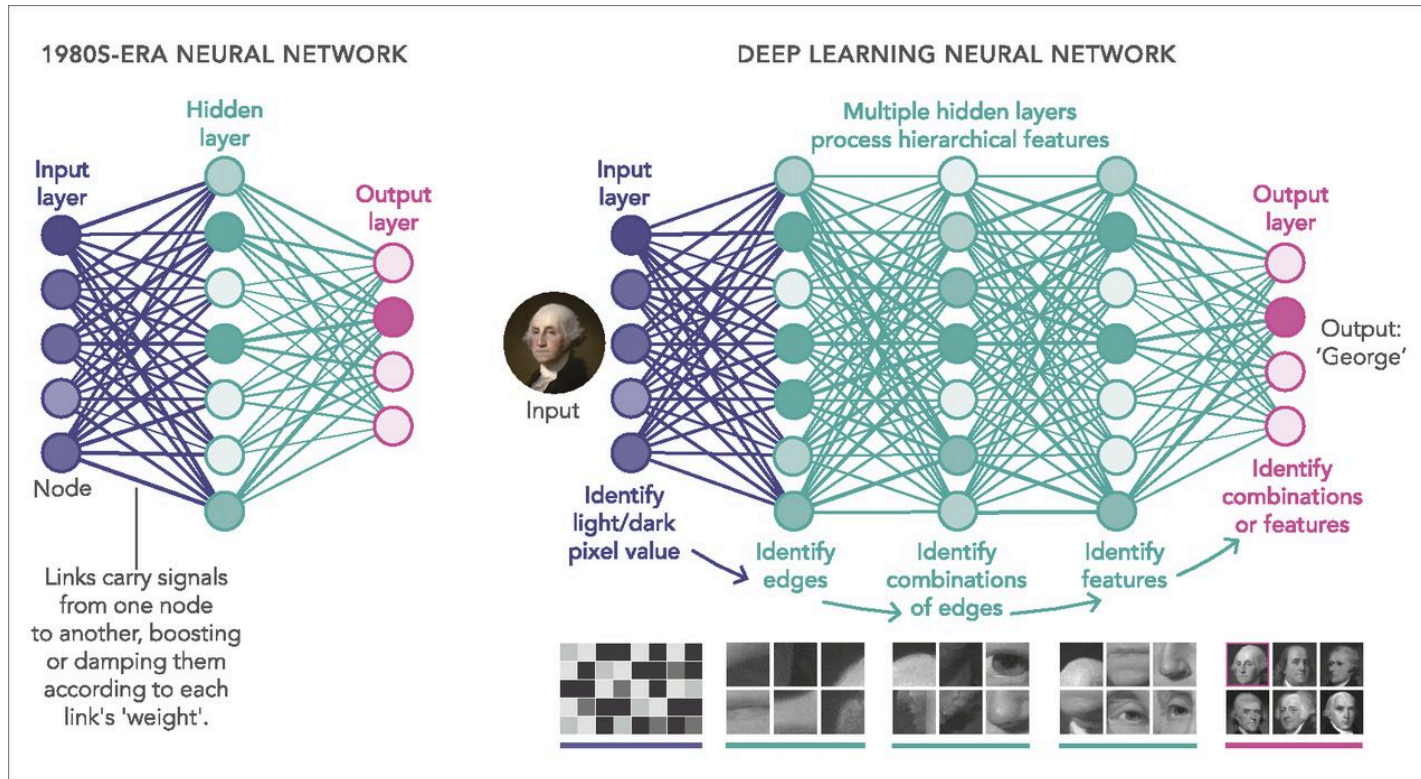 1980S-ERA NEURAL NETWORK
Hidden
layer
Input
layer
Output
layer
Node
Links carry signals
from one node
to another, boosting
or damping them
according to each
link's 'weight'.
DEEP LEARNING NEURAL NETWORK
Multiple hidden layers
process hierarchical features
Input
layer
Output
layer
Input
Output:
‘George’
Identify
light/dark
pixel value
Identify
edges
Identify
combinations
of edges
Identify
features
Identify
combinations
or features